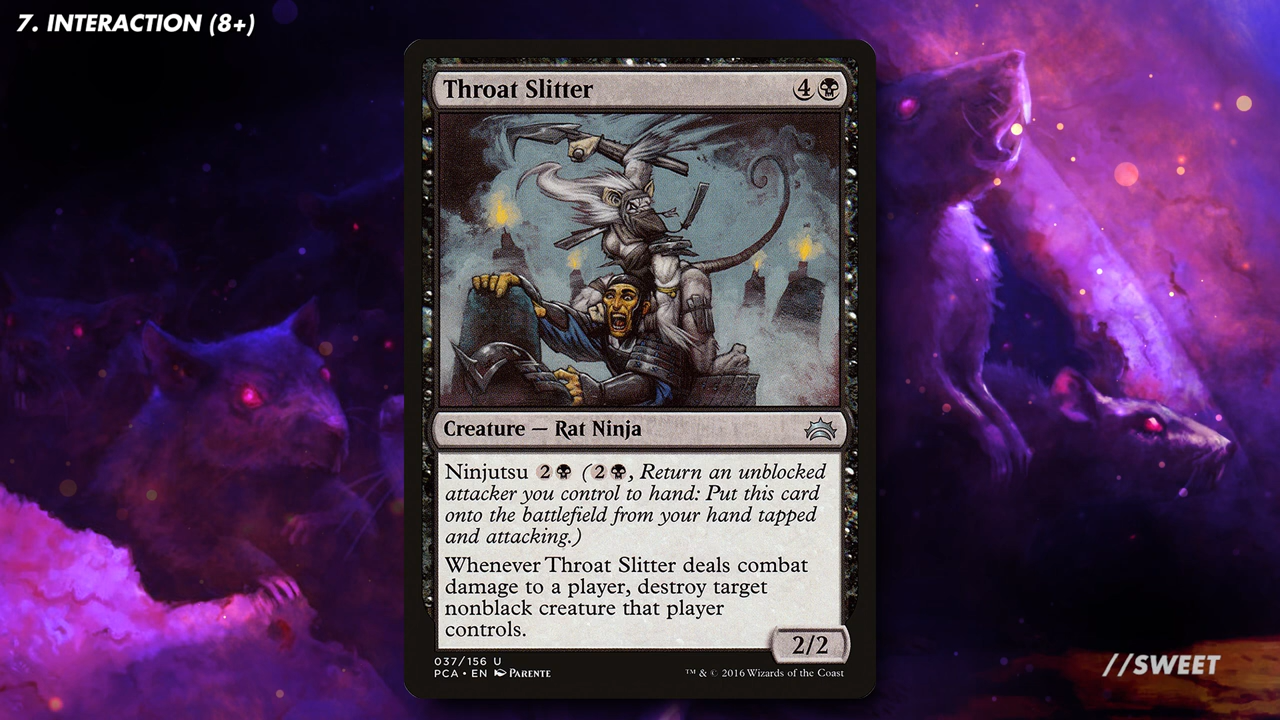 7. INTERACTION (8+)
Throat Slitter 4
Creature — Rat Ninja
Ninjutsu 2 (2, Return an unblocked
attacker you control to hand: Put this card
onto the battlefield from your hand tapped
and attacking.)
Whenever Throat Slitter deals combat
damage to a player, destroy target
nonblack creature that player
controls.
2/2
037/156 U
PCA • EN PARENTE
™ & © 2016 Wizards of the Coast
//SWEET